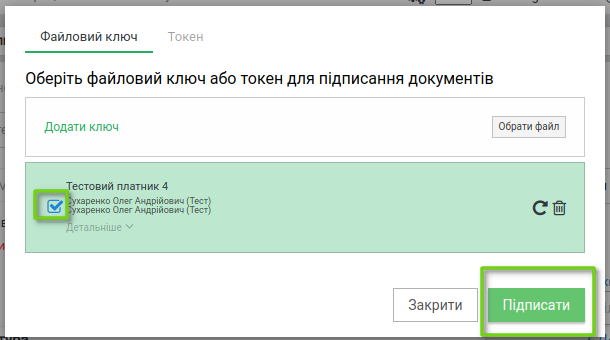 Файловий ключ
Токен
Оберіть файловий ключ або токен для підписання документів
Додати ключ
Обрати файл
Тестовий платник 4
Сухаренко Олег Андрійович (Тест)
Сухаренко Олег Андрійович (Тест)
Детальніше
Закрити
Підписати